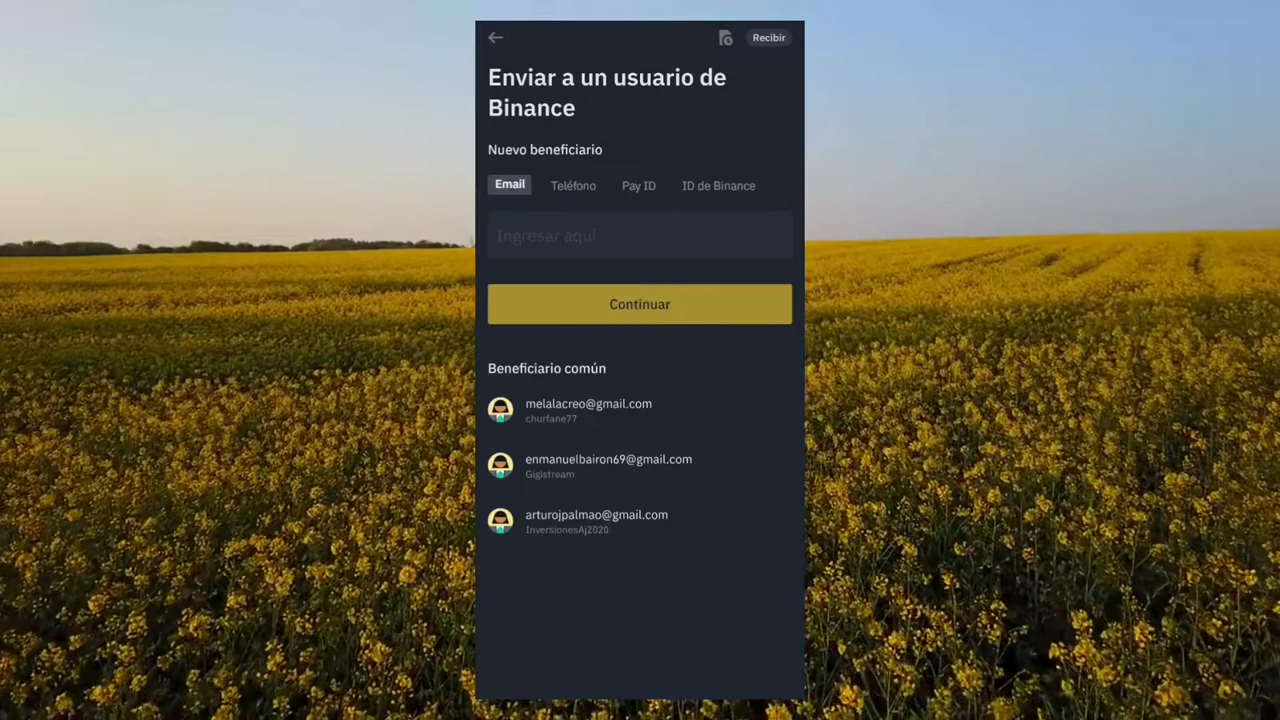 Recibir
Enviar a un usuario de
Binance
Nuevo beneficiario
Email Teléfono Pay ID ID de Binance
Ingresar aquí
Continuar
Beneficiario común
melalacreo@gmail.com
churfane77
enmanuelbairon69@gmail.com
Gigistream
arturojpalmao@gmail.com
InversionesAj2020